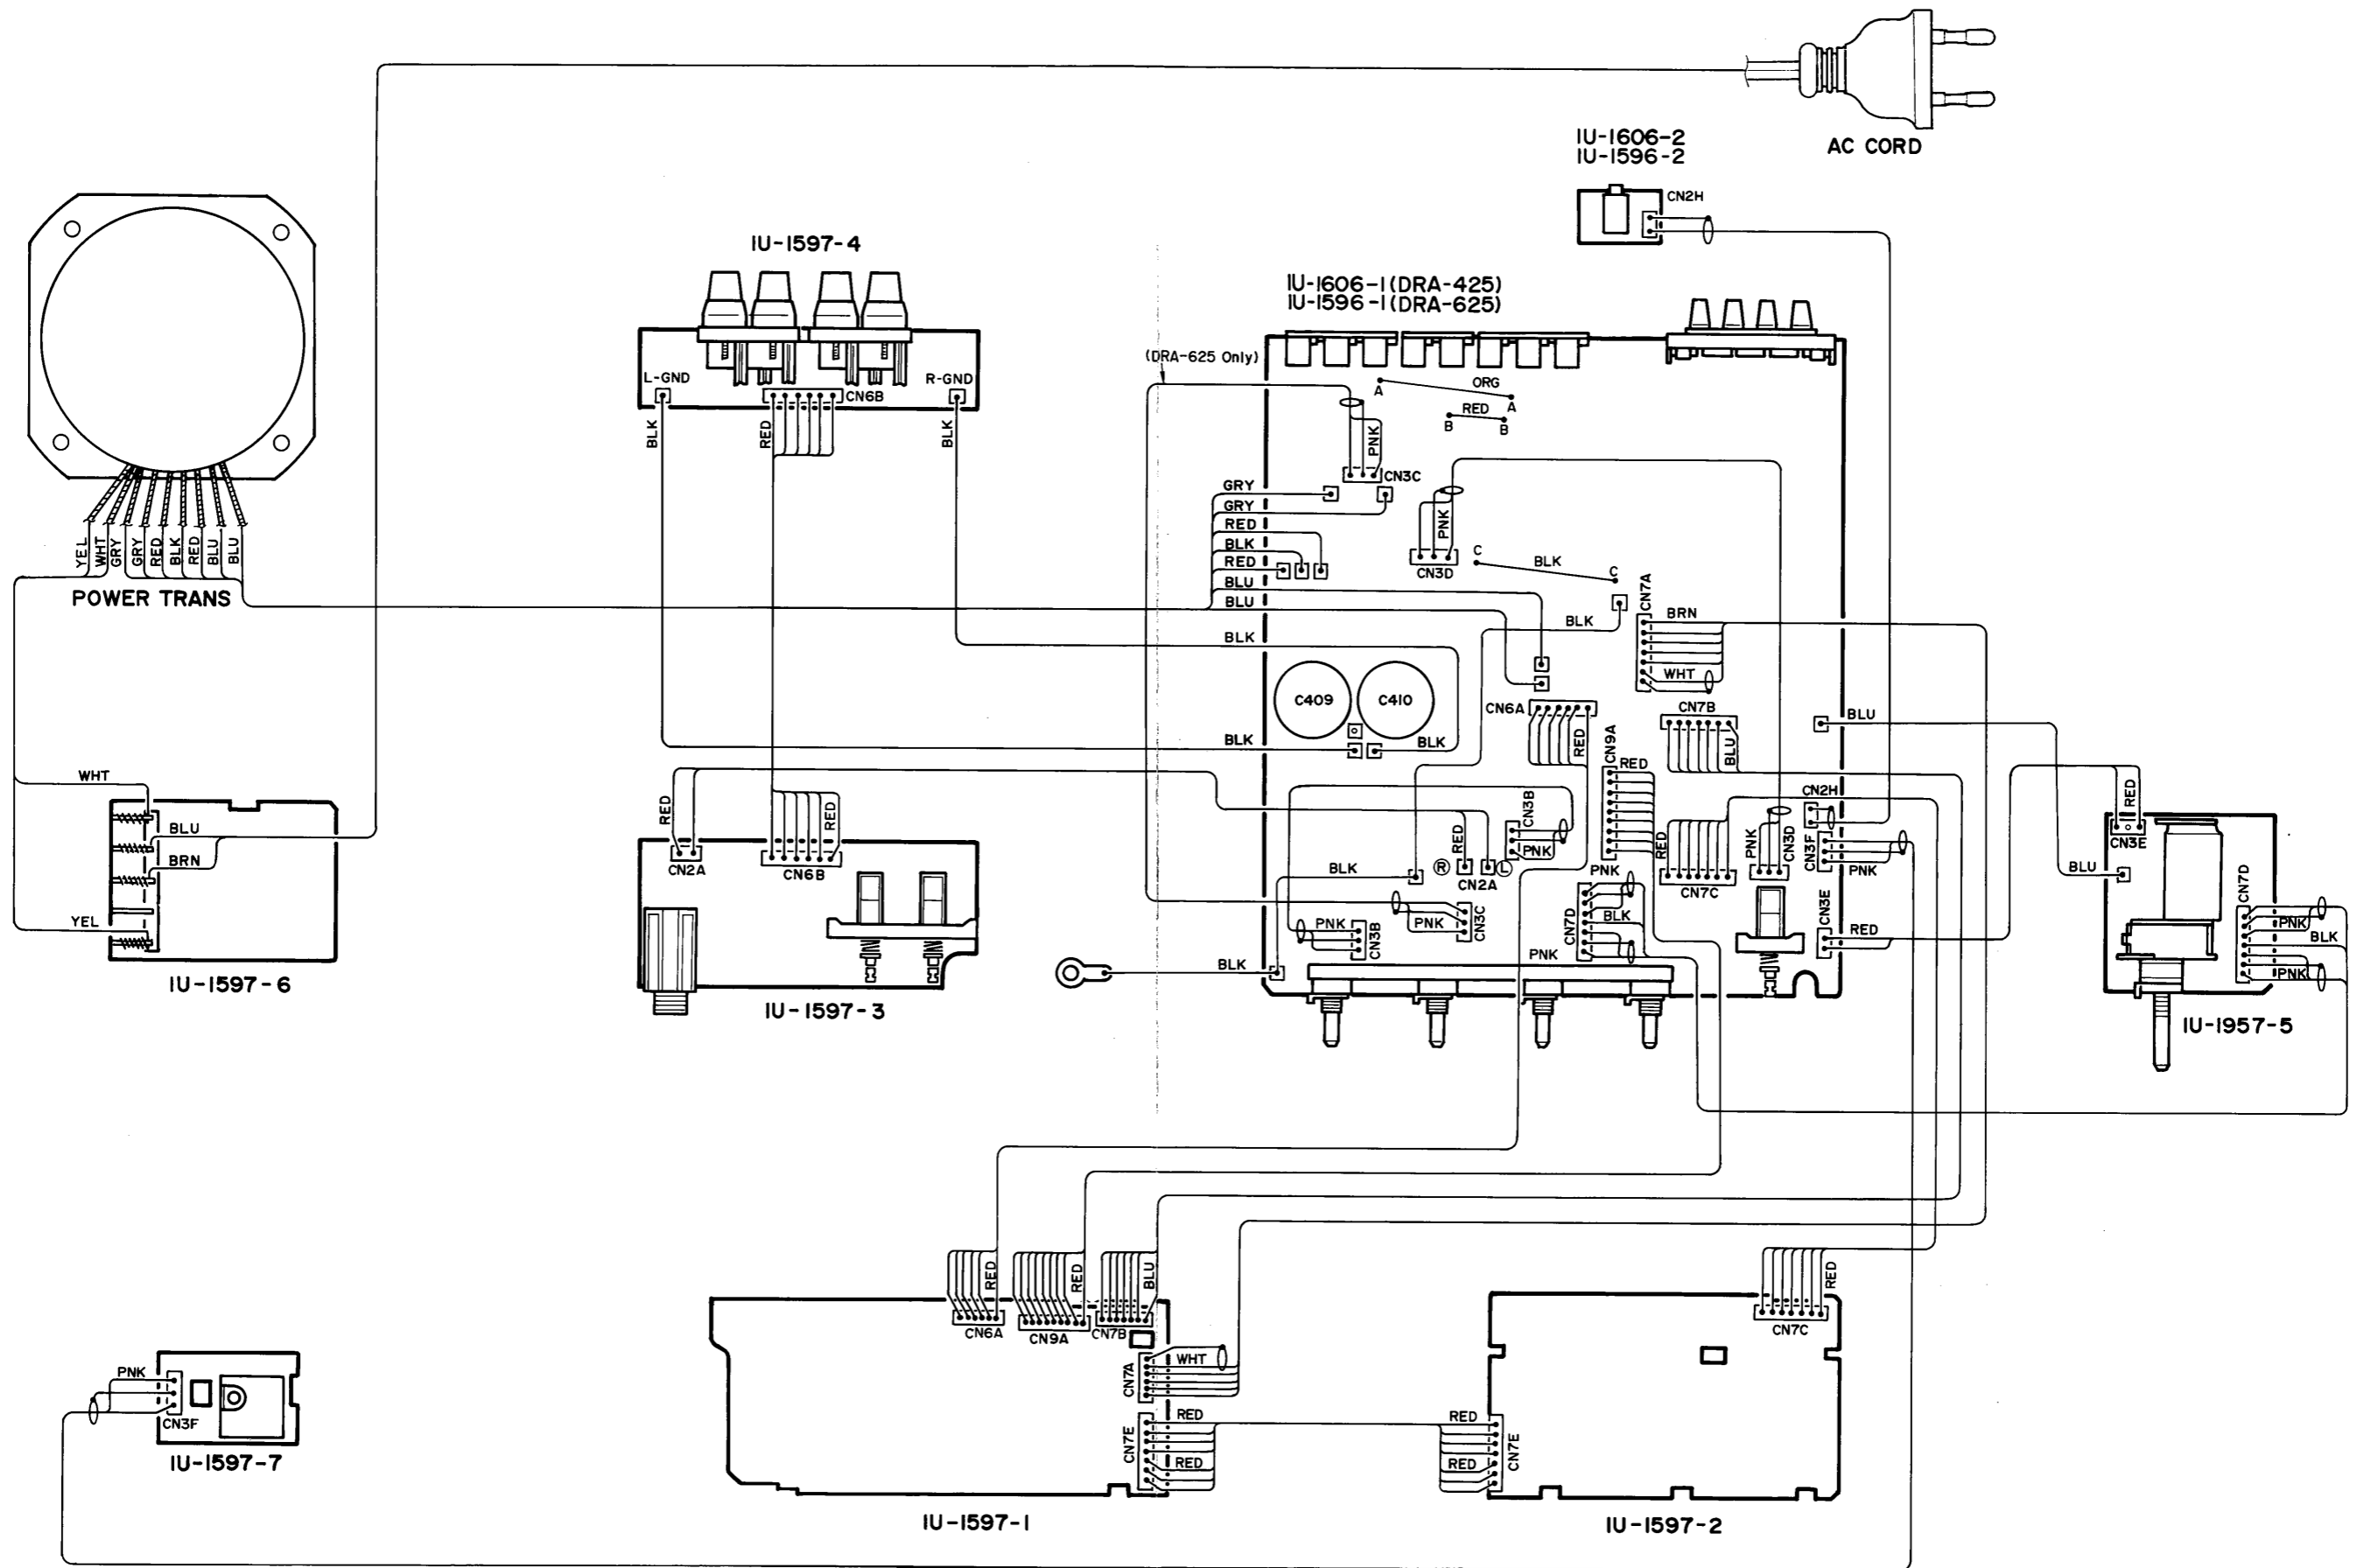 AC CORD
IU-1606-2
IU-1596-2
CN2H
IU-1597-4
L-GND
R-GND
CN6B
BLK
RED
BLK
IU-1606-1(DRA-425)
IU-1596-1(DRA-625)
(DRA-625 Only)
A
ORG
A
B
RED
B
PNK
CN3C
GRY
GRY
RED
BLK
RED
BLU
BLU
BLK
BLK
BLK
PNK
CN3D
C
BLK
C
BLK
CN7A
BRN
WHT
C409
C410
CN6A
RED
CN7B
BLU
CN9A
RED
BLU
CN2H
CN3B
PNK
RED
R
L
CN2A
BLK
PNK
CN3B
PNK
CN3C
PNK
CN7D
BLK
PNK
RED
CN7C
PNK
CN3D
CN3F
PNK
CN3E
RED
BLK
YEL
WHT
GRY
GRY
RED
BLK
RED
BLU
BLU
POWER TRANS
WHT
BLU
BRN
YEL
IU-1597-6
RED
CN2A
RED
CN6B
IU-1597-3
RED
CN3E
BLU
CN7D
PNK
BLK
PNK
IU-1957-5
RED
CN6A
RED
CN9A
BLU
CN7B
WHT
CN7A
RED
CN7E
RED
IU-1597-1
RED
CN7C
RED
CN7E
RED
IU-1597-2
PNK
CN3F
IU-1597-7